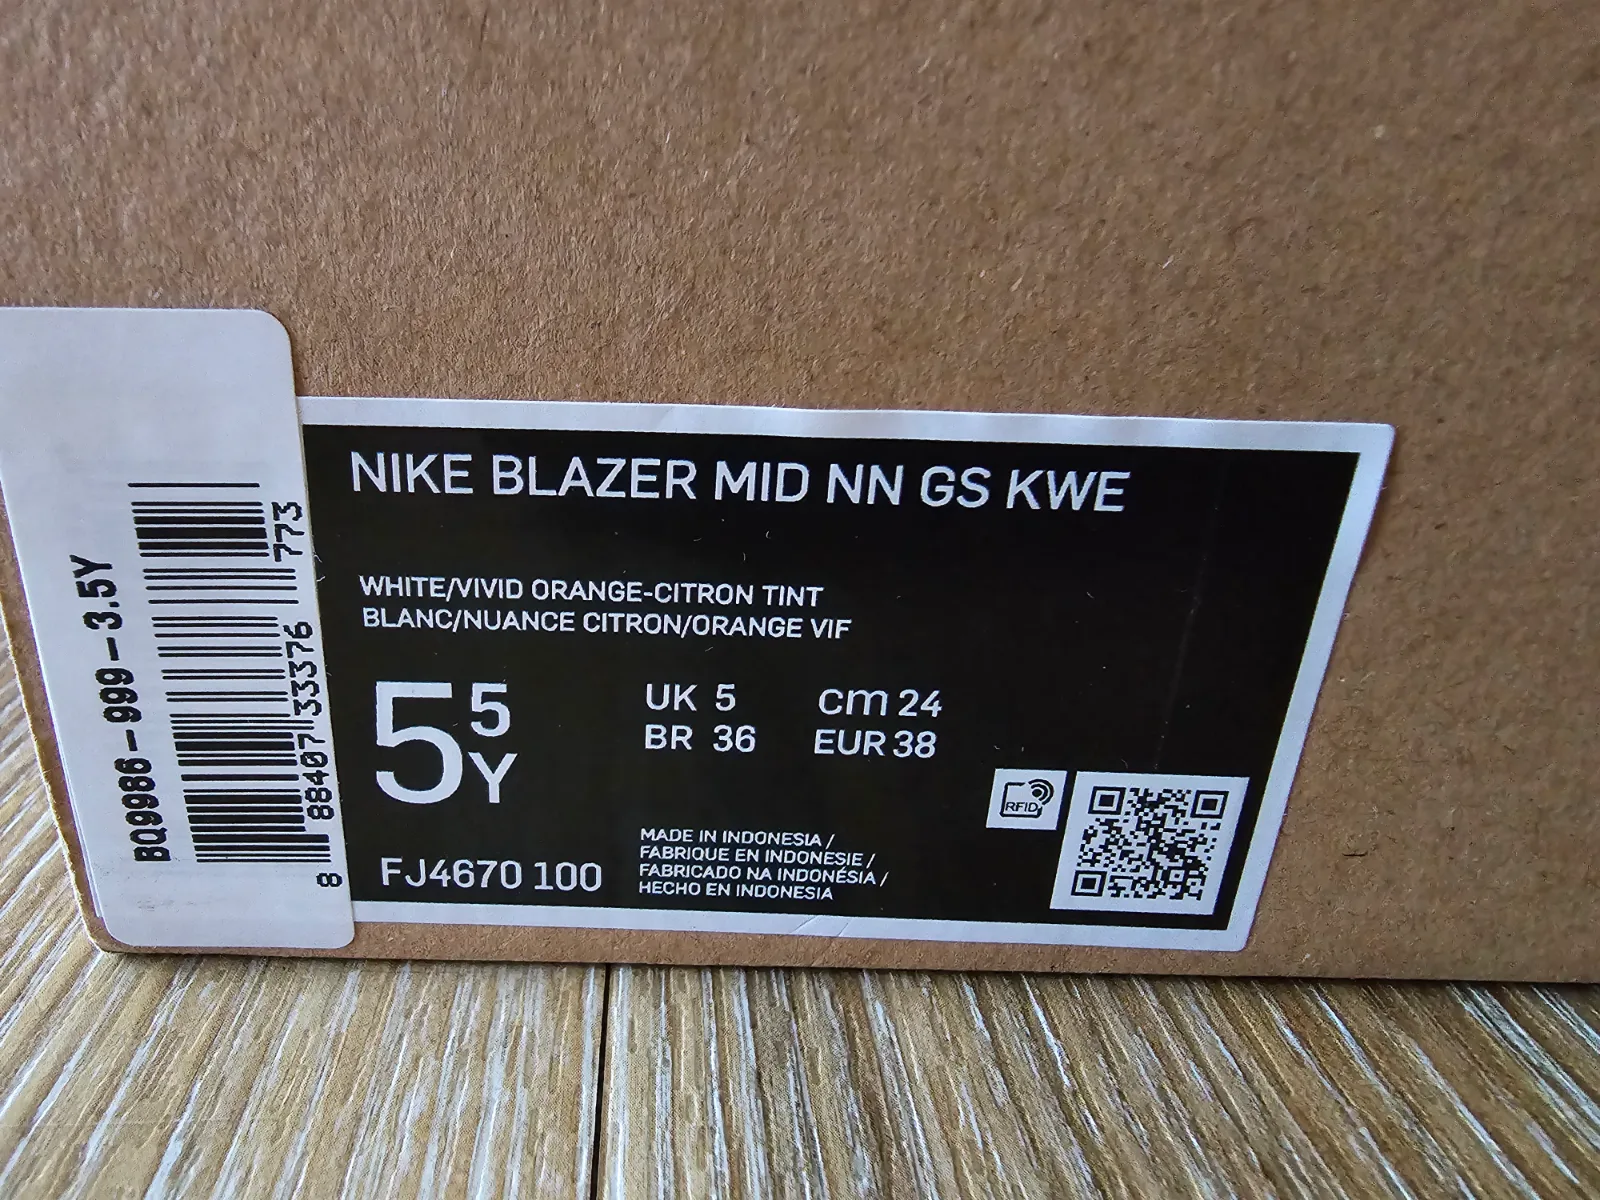 NIKE BLAZER MID NN GS KWE
WHITE/VIVID ORANGE-CITRON TINT
BLANC/NUANCE CITRON/ORANGE VIF
5 5 Y
UK 5 cm 24
BR 36 EUR 38
FJ4670 100
MADE IN INDONESIA /
FABRIQUE EN INDONESIE /
FABRICADO NA INDONÉSIA /
HECHO EN INDONESIA
RFID
BQ9986-999-3.5Y
8 88407 33376 773